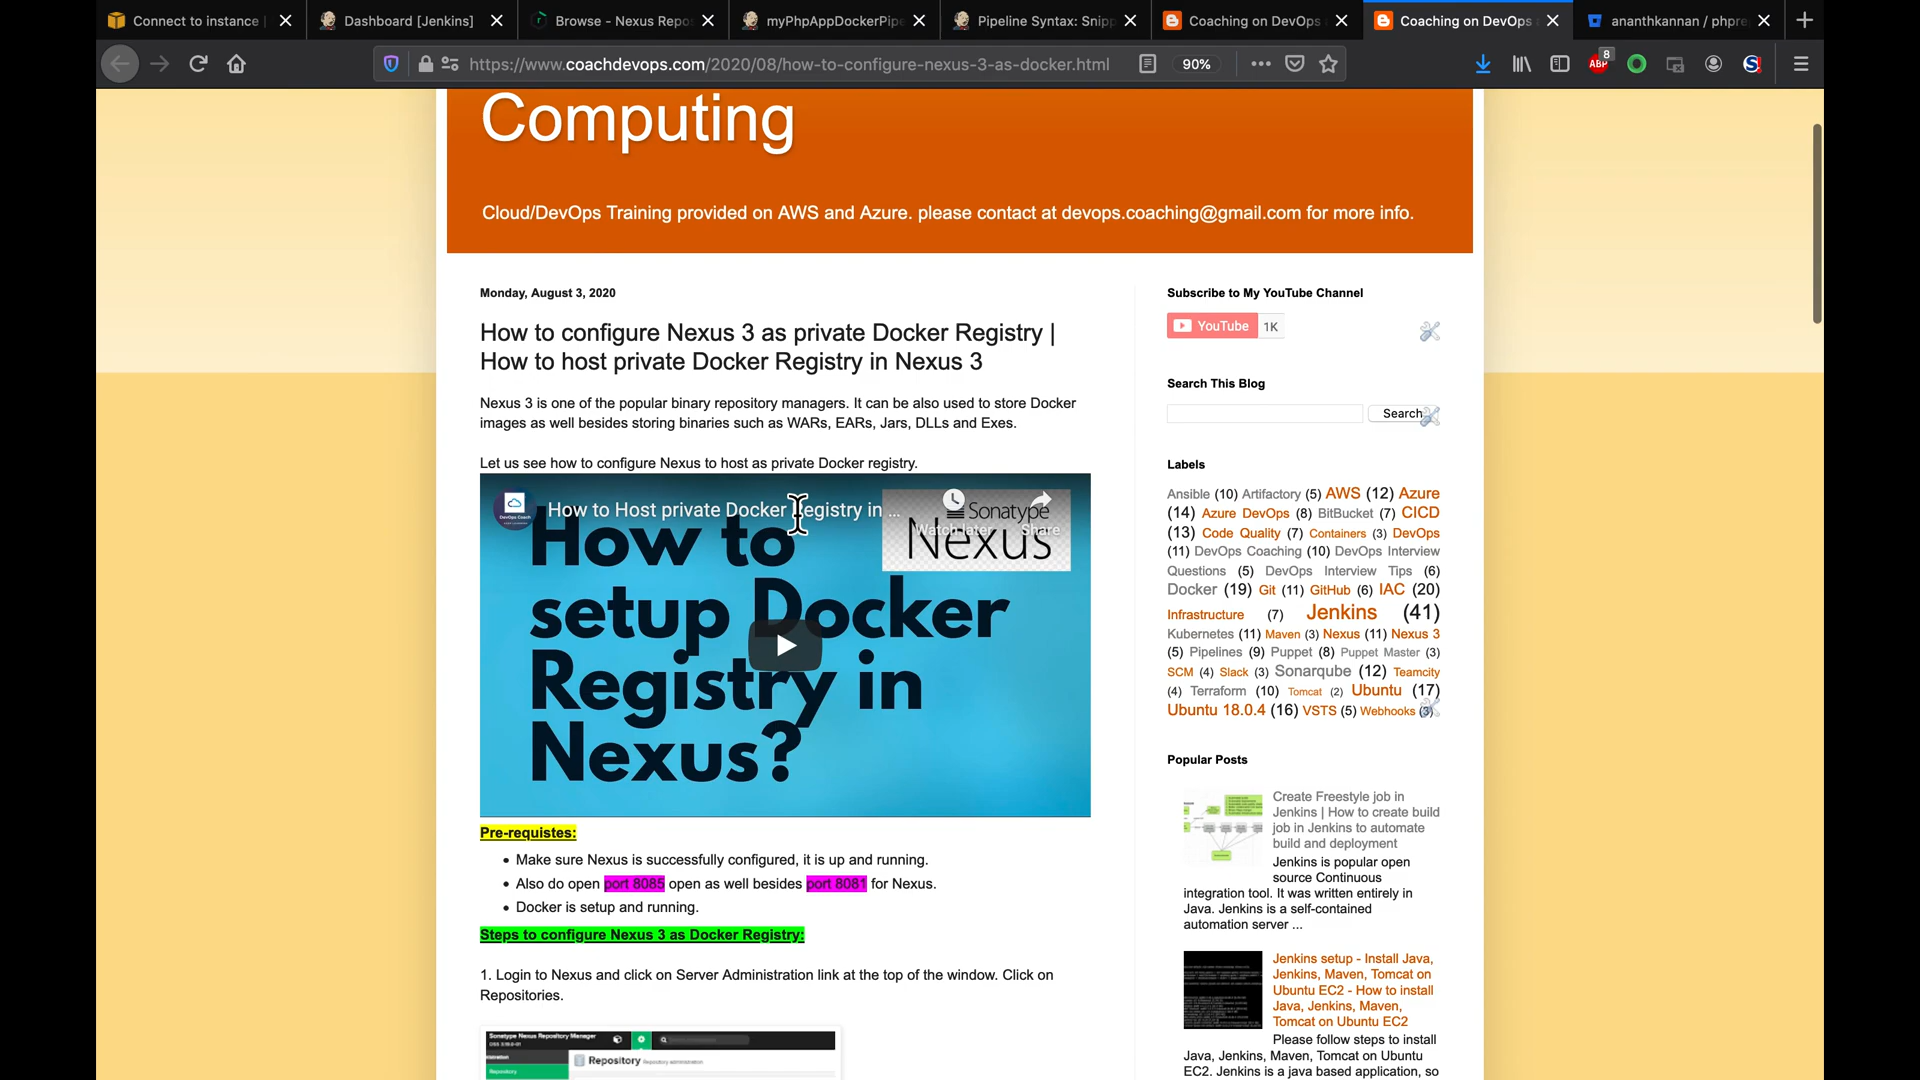 Connect to instance
Dashboard [Jenkins]
Browse - Nexus Repo
myPhpAppDockerPipe
Pipeline Syntax: Snipp
Coaching on DevOps
Coaching on DevOps a
ananthkannan / phpre
https://www.coachdevops.com/2020/08/how-to-configure-nexus-3-as-docker.html
90%
ABP
8
Computing
Cloud/DevOps Training provided on AWS and Azure. please contact at devops.coaching@gmail.com for more info.
Monday, August 3, 2020
How to configure Nexus 3 as private Docker Registry |
How to host private Docker Registry in Nexus 3
Nexus 3 is one of the popular binary repository managers. It can be also used to store Docker
images as well besides storing binaries such as WARs, EARs, Jars, DLLs and Exes.
Let us see how to configure Nexus to host as private Docker registry.
How to Host private Docker Registry in ...
Watch later
Share
DevOps Coach
Sonatype
Nexus
How to
setup Docker
Registry in
Nexus?
Pre-requistes:
Make sure Nexus is successfully configured, it is up and running.
Also do open port 8085 open as well besides port 8081 for Nexus.
Docker is setup and running.
Steps to configure Nexus 3 as Docker Registry:
1. Login to Nexus and click on Server Administration link at the top of the window. Click on
Repositories.
Sonatype Nexus Repository Manager
Repository Repository administration
Repository
Subscribe to My YouTube Channel
YouTube 1K
Search This Blog
Search
Labels
Ansible (10) Artifactory (5) AWS (12) Azure
(14) Azure DevOps (8) BitBucket (7) CICD
(13) Code Quality (7) Containers (3) DevOps
(11) DevOps Coaching (10) DevOps Interview
Questions (5) DevOps Interview Tips (6)
Docker (19) Git (11) GitHub (6) IAC (20)
Infrastructure (7) Jenkins (41)
Kubernetes (11) Maven (3) Nexus (11) Nexus 3
(5) Pipelines (9) Puppet (8) Puppet Master (3)
SCM (4) Slack (3) Sonarqube (12) Teamcity
(4) Terraform (10) Tomcat (2) Ubuntu (17)
Ubuntu 18.0.4 (16) VSTS (5) Webhooks (3)
Popular Posts
Create Freestyle job in
Jenkins | How to create build
job in Jenkins to automate
build and deployment
Jenkins is popular open
source Continuous
integration tool. It was written entirely in
Java. Jenkins is a self-contained
automation server ...
Jenkins setup - Install Java,
Jenkins, Maven, Tomcat on
Ubuntu EC2 - How to install
Java, Jenkins, Maven,
Tomcat on Ubuntu EC2
Please follow steps to install
Java, Jenkins, Maven, Tomcat on Ubuntu
EC2. Jenkins is a java based application, so